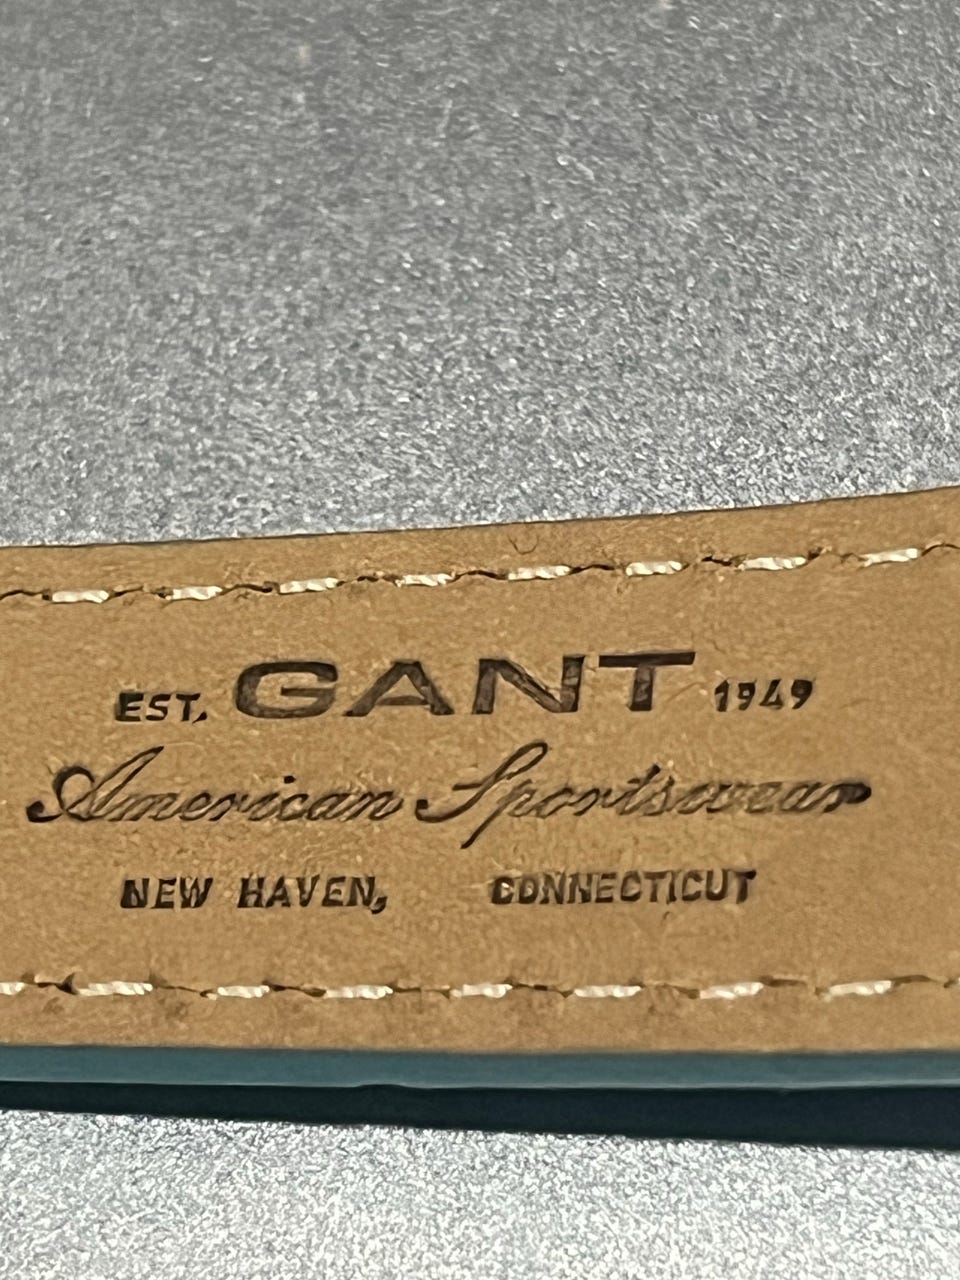 EST. GANT 1949
American Sportswear
NEW HAVEN, CONNECTICUT